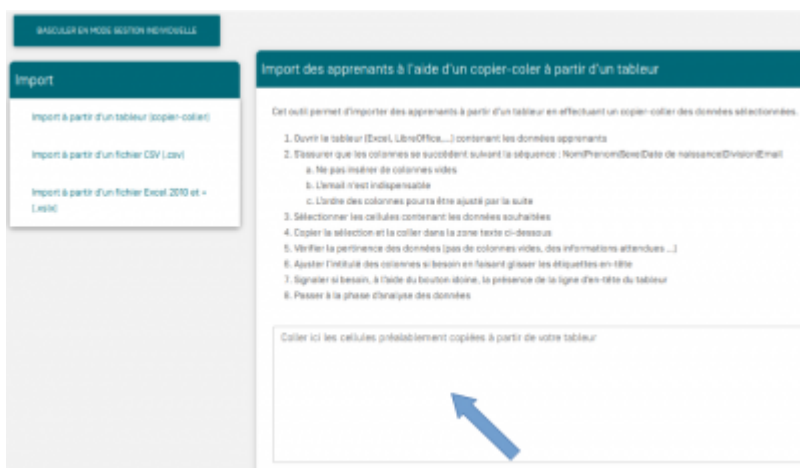 BASCULER EN MODE GESTION INDIVIDUELLE
Import
Import à partir d'un tableur (copier-coller)
Import à partir d'un fichier CSV (.csv)
Import à partir d'un fichier Excel 2010 et +
(.xslx)
Import des apprenants à l'aide d'un copier-coler à partir d'un tableur
Cet outil permet d'importer des apprenants à partir d'un tableur en effectuant un copier-coller des données sélectionnées.
1. Ouvrir le tableur (Excel, LibreOffice,...) contenant les données apprenants
2. S'assurer que les colonnes se succèdent suivant la séquence : Nom|Prenom|Sexe|Date de naissance|Division|Email
a. Ne pas insérer de colonnes vides
b. L'email n'est indispensable
c. L'ordre des colonnes pourra être ajusté par la suite
3. Sélectionner les cellules contenant les données souhaitées
4. Copier la sélection et la coller dans la zone texte ci-dessous
5. Vérifier la pertinence des données (pas de colonnes vides, des informations attendues ...)
6. Ajuster l'intitulé des colonnes si besoin en faisant glisser les étiquettes en-tête
7. Signaler si besoin, à l'aide du bouton idoine, la présence de la ligne d'en-tête du tableur
8. Passer à la phase d'analyse des données
Coller ici les cellules préalablement copiées à partir de votre tableur